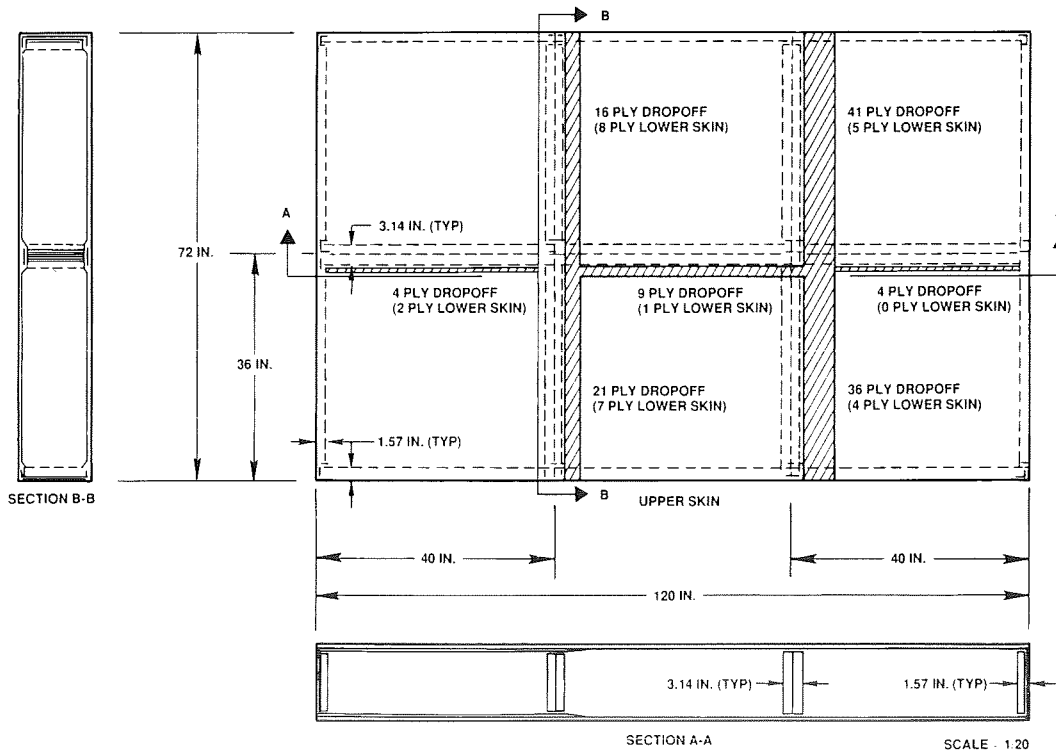 B
16 PLY DROPOFF
(8 PLY LOWER SKIN)
41 PLY DROPOFF
(5 PLY LOWER SKIN)
A
3.14 IN. (TYP)
72 IN.
4 PLY DROPOFF
(2 PLY LOWER SKIN)
9 PLY DROPOFF
(1 PLY LOWER SKIN)
4 PLY DROPOFF
(0 PLY LOWER SKIN)
36 IN.
21 PLY DROPOFF
(7 PLY LOWER SKIN)
36 PLY DROPOFF
(4 PLY LOWER SKIN)
1.57 IN. (TYP)
SECTION B-B
B
UPPER SKIN
40 IN.
40 IN.
120 IN.
3.14 IN. (TYP)
1.57 IN. (TYP)
SECTION A-A
SCALE - 1:20